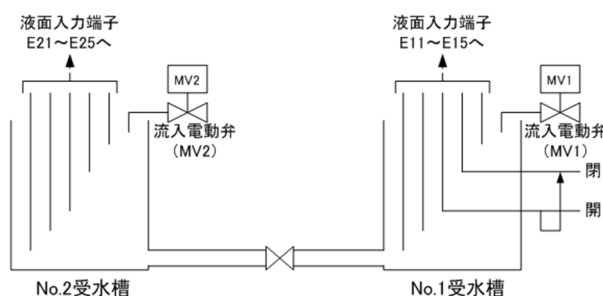 液面入力端子
E21～E25へ
MV2
流入電動弁
（MV2）
液面入力端子
E11～E15へ
MV1
流入電動弁
（MV1）
閉
開
No.2受水槽
No.1受水槽